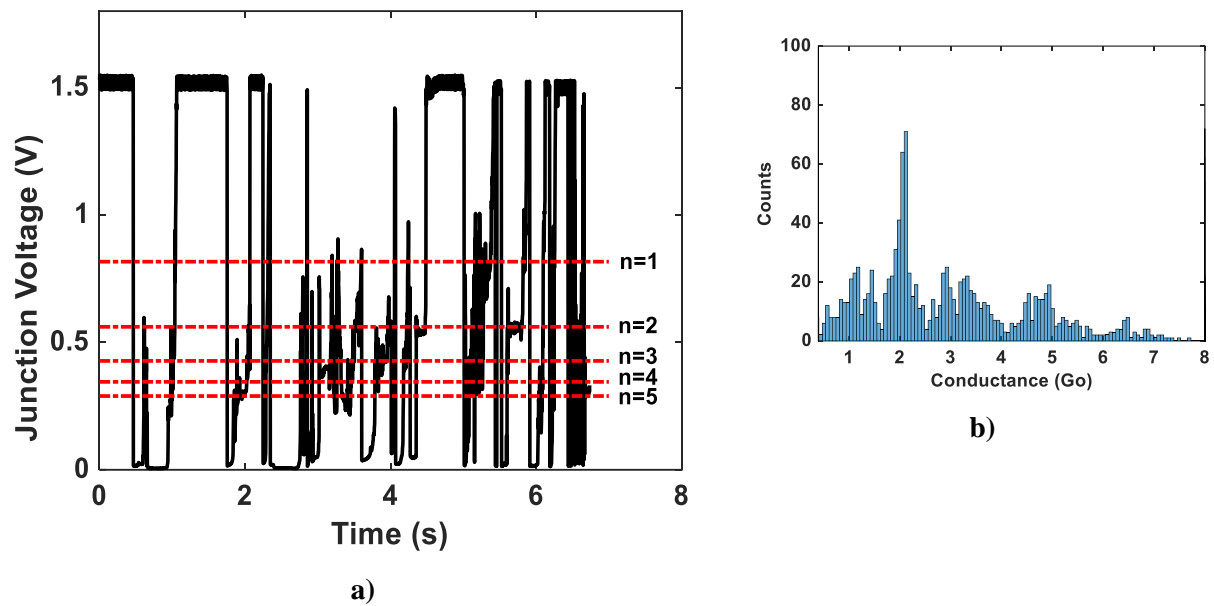 Junction Voltage (V)
1.5
1
0.5
0
n=1
n=2
n=3
n=4
n=5
0 2 4 6 8
Time (s)
a)
Counts
100
80
60
40
20
0
1 2 3 4 5 6 7 8
Conductance (Go)
b)